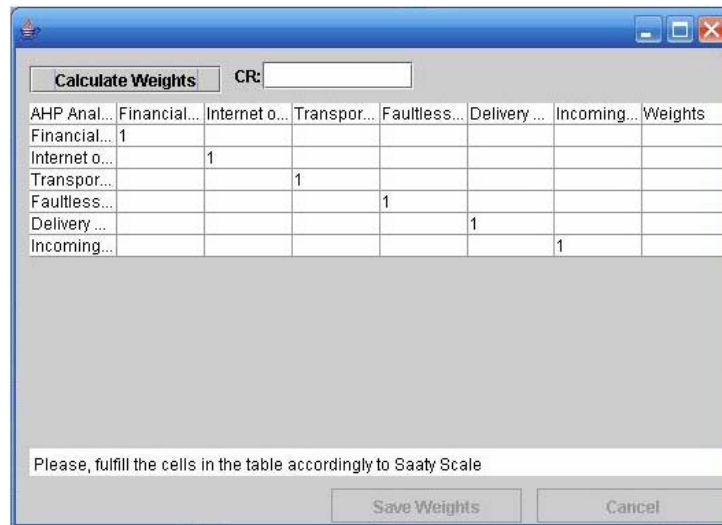 Calculate Weights CR:
AHP Anal... Financial... Internet o... Transpor... Faultless... Delivery ... Incoming... Weights
Financial... 1
Internet o... 1
Transpor... 1
Faultless... 1
Delivery ... 1
Incoming... 1
Please, fulfill the cells in the table accordingly to Saaty Scale
Save Weights Cancel